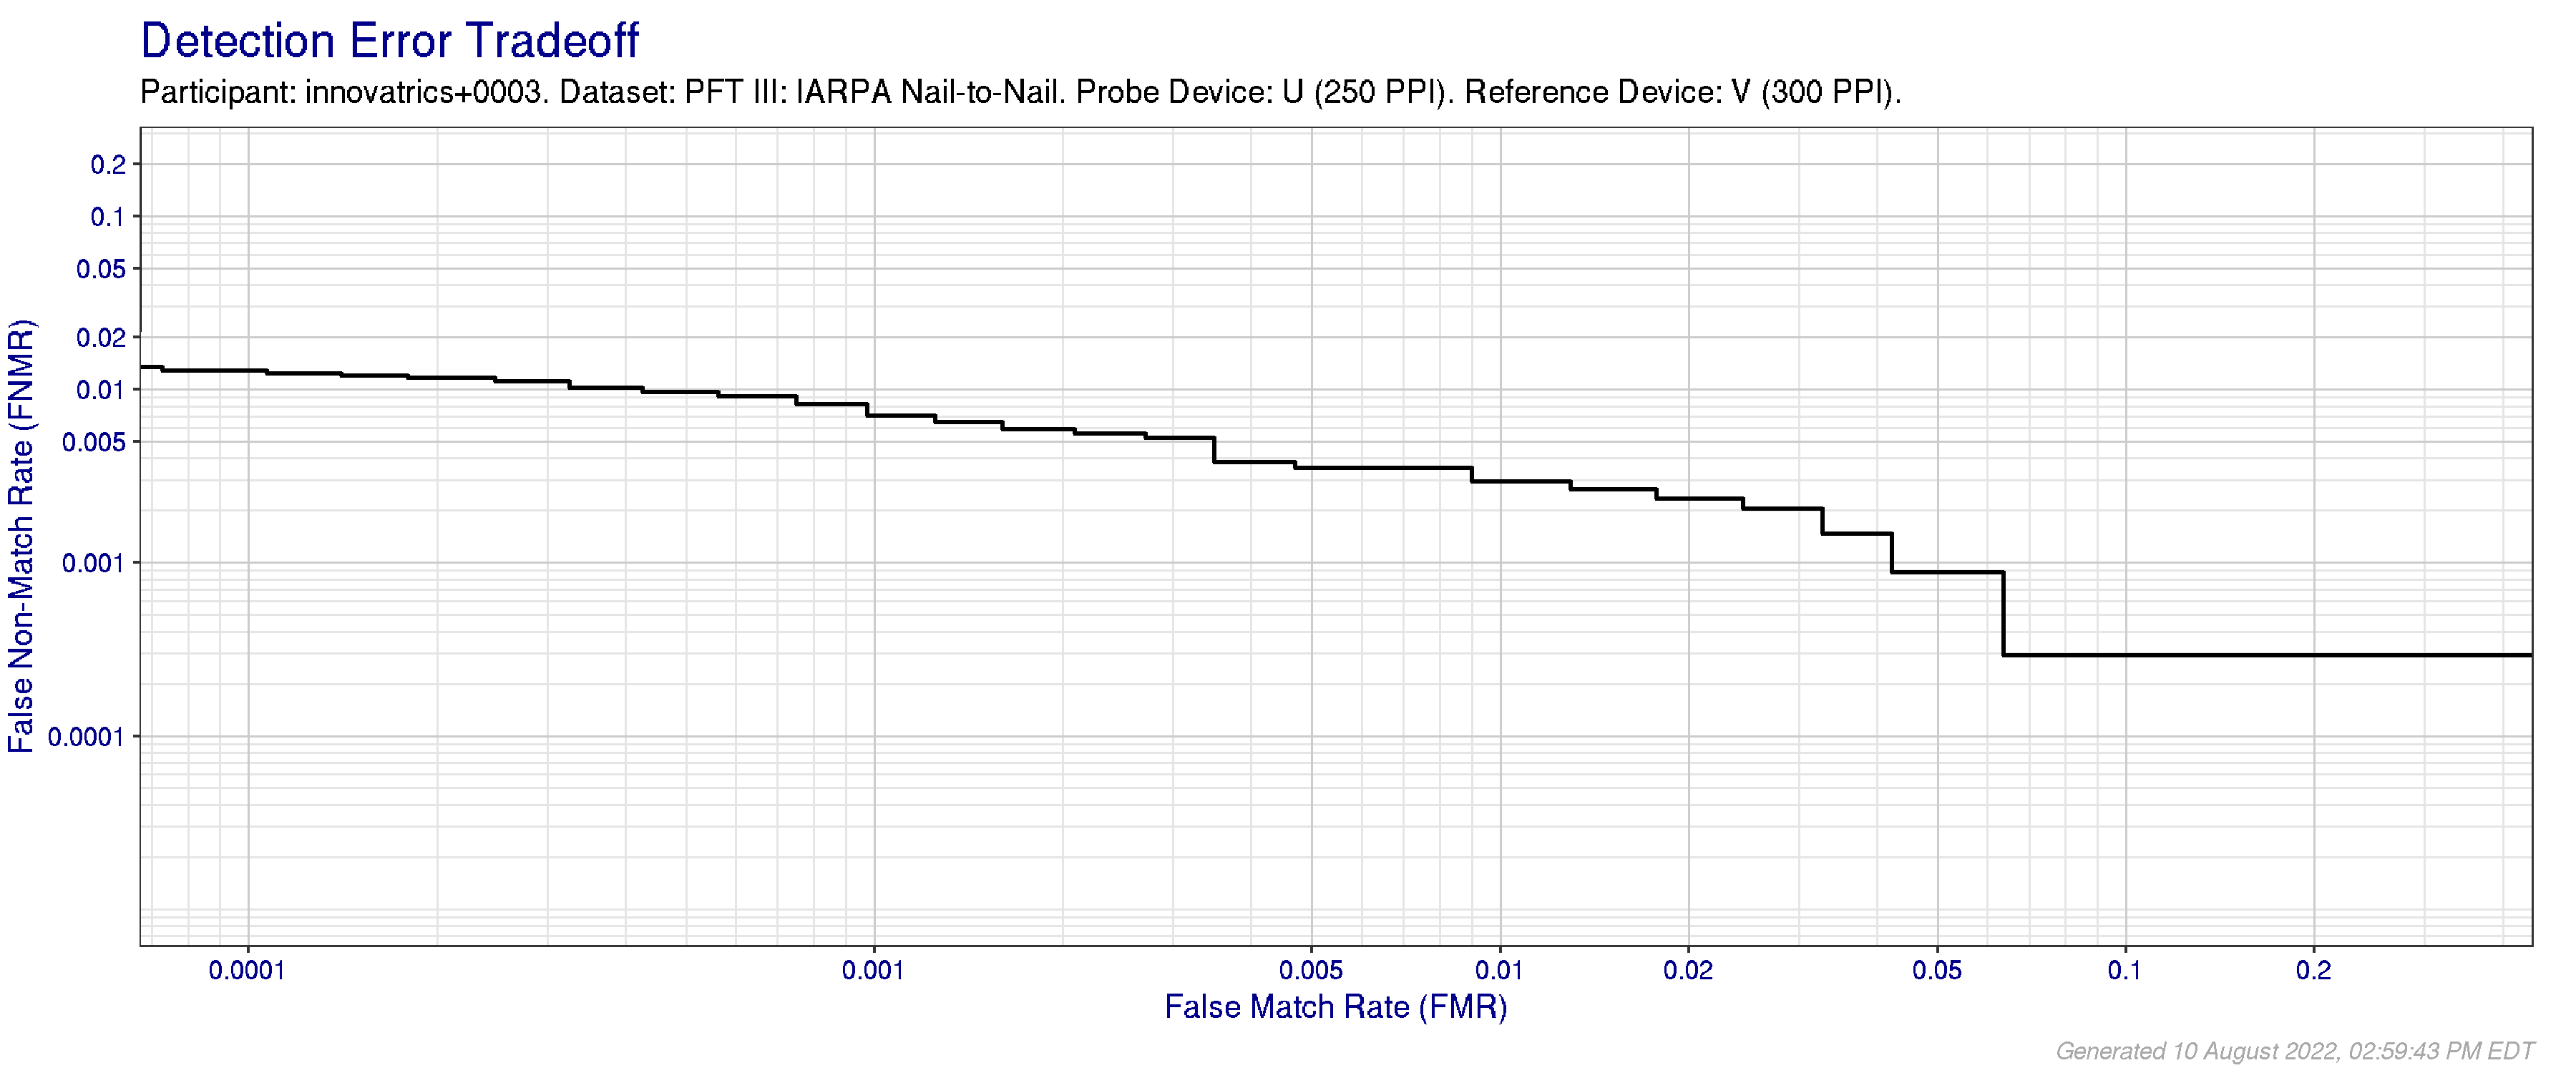 Detection Error Tradeoff
Participant: innovatrics+0003. Dataset: PFT III: IARPA Nail-to-Nail. Probe Device: U (250 PPI). Reference Device: V (300 PPI).
False Non-Match Rate (FNMR)
0.2
0.1
0.05
0.02
0.01
0.005
0.001
0.0001
0.0001 0.001 0.005 0.01 0.02 0.05 0.1 0.2
False Match Rate (FMR)
Generated 10 August 2022, 02:59:43 PM EDT